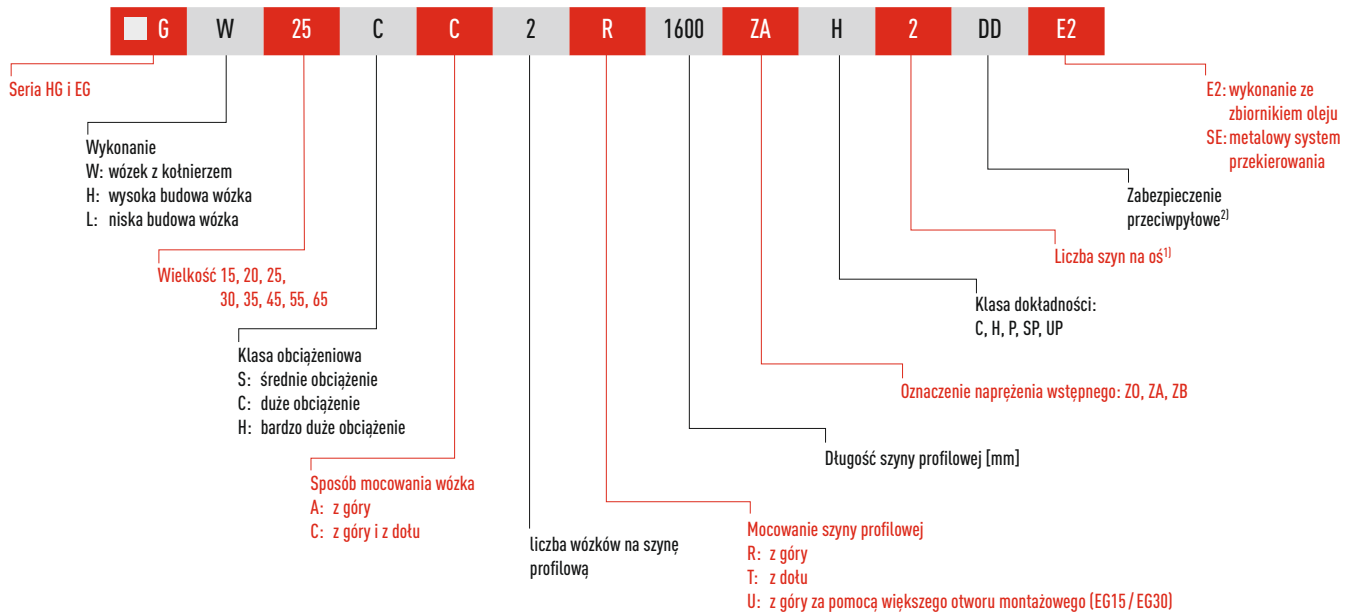 G W 25 C C 2 R 1600 ZA H 2 DD E2
Seria HG i EG
Wykonanie
W: wózek z kołnierzem
H: wysoka budowa wózka
L: niska budowa wózka
Wielkość 15, 20, 25,
30, 35, 45, 55, 65
Klasa obciążeniowa
S: średnie obciążenie
C: duże obciążenie
H: bardzo duże obciążenie
Sposób mocowania wózka
A: z góry
C: z góry i z dołu
liczba wózków na szynę
profilową
Mocowanie szyny profilowej
R: z góry
T: z dołu
U: z góry za pomocą większego otworu montażowego (EG15 / EG30)
Długość szyny profilowej [mm]
Oznaczenie naprężenia wstępnego: ZO, ZA, ZB
Klasa dokładności:
C, H, P, SP, UP
Liczba szyn na oś1)
Zabezpieczenie
przeciwpyłowe2)
E2: wykonanie ze
zbiornikiem oleju
SE: metalowy system
przekierowania